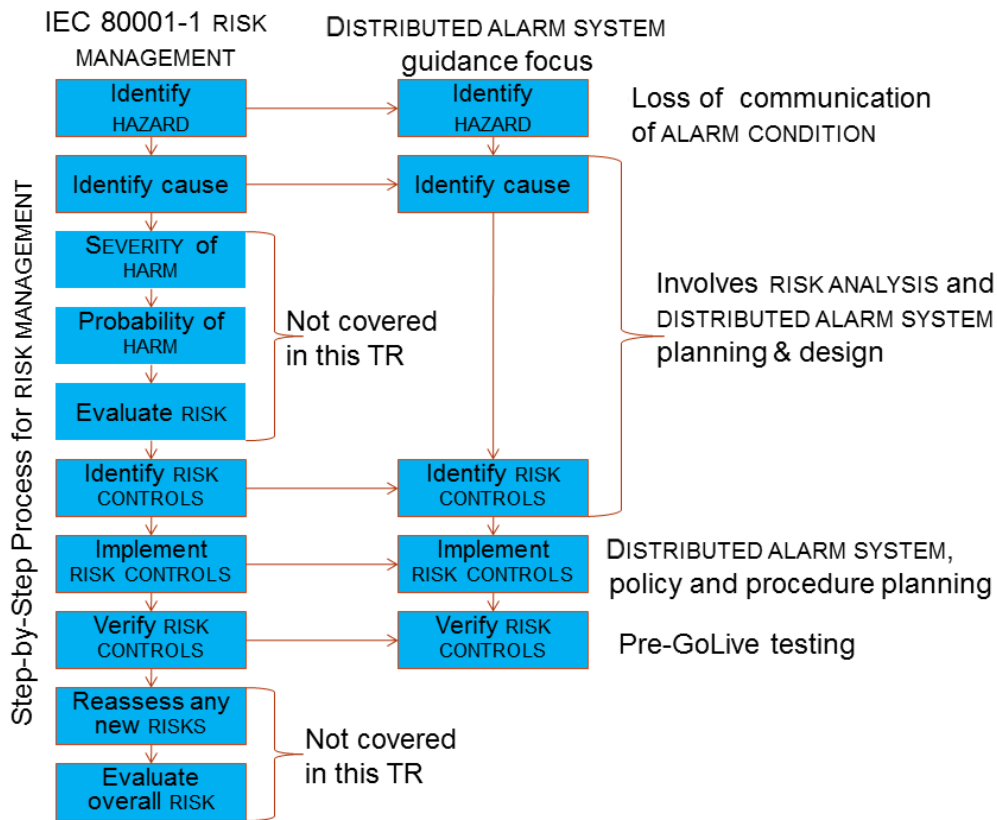 IEC 80001-1 RISK
MANAGEMENT
DISTRIBUTED ALARM SYSTEM
guidance focus
Step-by-Step Process for RISK MANAGEMENT
Identify
HAZARD
Identify
HAZARD
Loss of communication
of ALARM CONDITION
Identify cause
Identify cause
SEVERITY of
HARM
Probability of
HARM
Evaluate RISK
Not covered
in this TR
Involves RISK ANALYSIS and
DISTRIBUTED ALARM SYSTEM
planning & design
Identify RISK
CONTROLS
Identify RISK
CONTROLS
Implement
RISK CONTROLS
Implement
RISK CONTROLS
DISTRIBUTED ALARM SYSTEM,
policy and procedure planning
Verify RISK
CONTROLS
Verify RISK
CONTROLS
Pre-GoLive testing
Reassess any
new RISKS
Evaluate
overall RISK
Not covered
in this TR